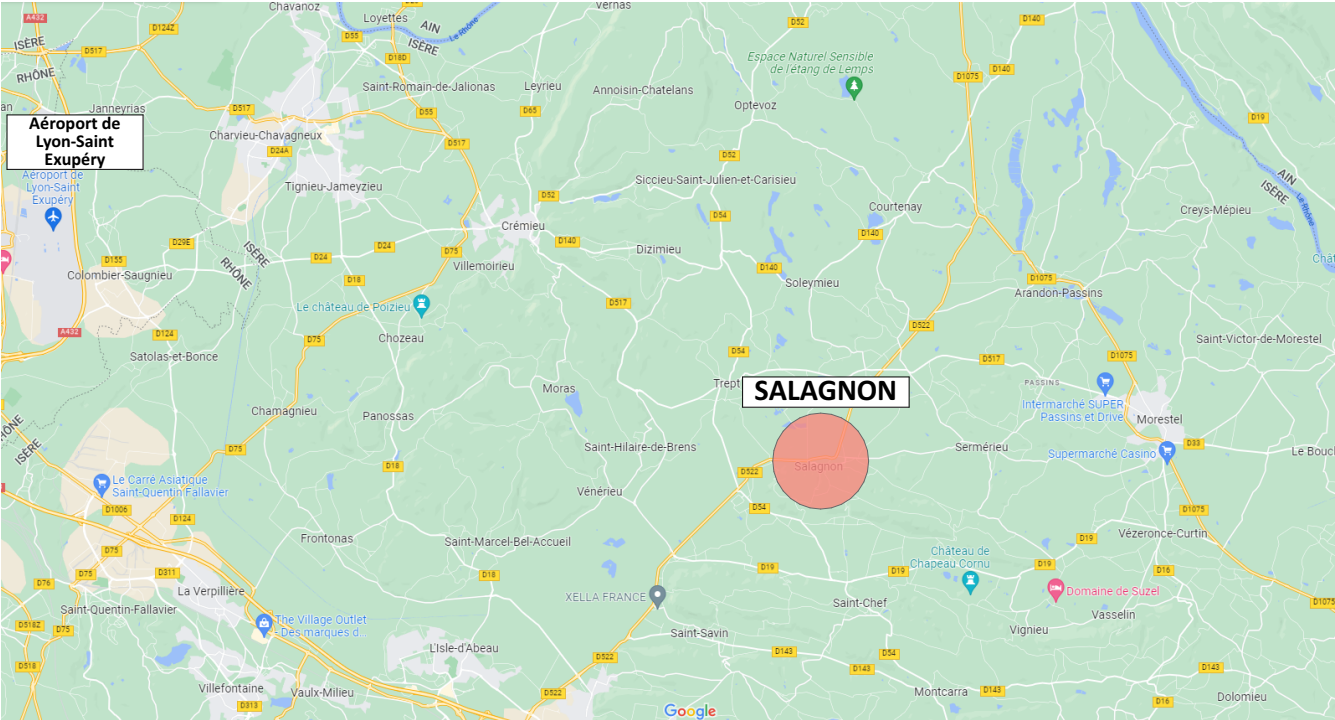 Chavanoz
Loyettes
AIN
Le Rhône
ISÈRE
Vernas
D52
D140
A432
D124Z
D55
D18D
ISÈRE
D517
RHÔNE
Espace Naturel Sensible
de l'étang de Lemps
D1075
D140
Saint-Romain-de-Jalionas
Leyrieu
Annoisin-Chatelans
Optevoz
Janneyrias
D517
D55
D65
D19
Aéroport de
Lyon-Saint
Exupéry
Charvieu-Chavagneux
D24A
D517
D52
Aéroport de
Lyon-Saint
Exupéry
Tignieu-Jameyzieu
D52
Siccieu-Saint-Julien-et-Carisieu
AIN
ISÈRE
Le Rhône
Courtenay
Creys-Mépieu
Crémieu
D54
D140
D29E
ISÈRE
RHÔNE
D24
D24
D75
D140
Dizimieu
D155
Colombier-Saugnieu
D18
Villemoirieu
D140
Soleymieu
D1075
Arandon-Passins
Le château de Poizieu
D517
D522
A432
D124
D75
Chozeau
Satolas-et-Bonce
D54
D517
D1075
Saint-Victor-de-Morestel
Moras
Trept
SALAGNON
PASSINS
Intermarché SUPER
Passins et Drive
Morestel
Chamagnieu
Panossas
RHÔNE
ISÈRE
D75
D18
Saint-Hilaire-de-Brens
D522
Salagnon
Sermérieu
Supermarché Casino
D33
Le Carré Asiatique
Saint-Quentin Fallavier
Vénérieu
D1006
D124
D54
D1075
Vézeronce-Curtin
Frontonas
Saint-Marcel-Bel-Accueil
D19
D75
D76
D75
D311
D18
D19
D19
Château de
Chapeau Cornu
D19
D16
La Verpillière
XELLA FRANCE
Saint-Chef
Domaine de Suzel
D1075
Saint-Quentin-Fallavier
D518Z
D75
The Village Outlet
- Des marques d...
Vasselin
Vignieu
Saint-Savin
L'Isle-d'Abeau
D518
D522
D143
D54
D143
D143
Villefontaine
Vaulx-Milieu
D522
Montcarra
D143
D16
Dolomieu
D313
Google